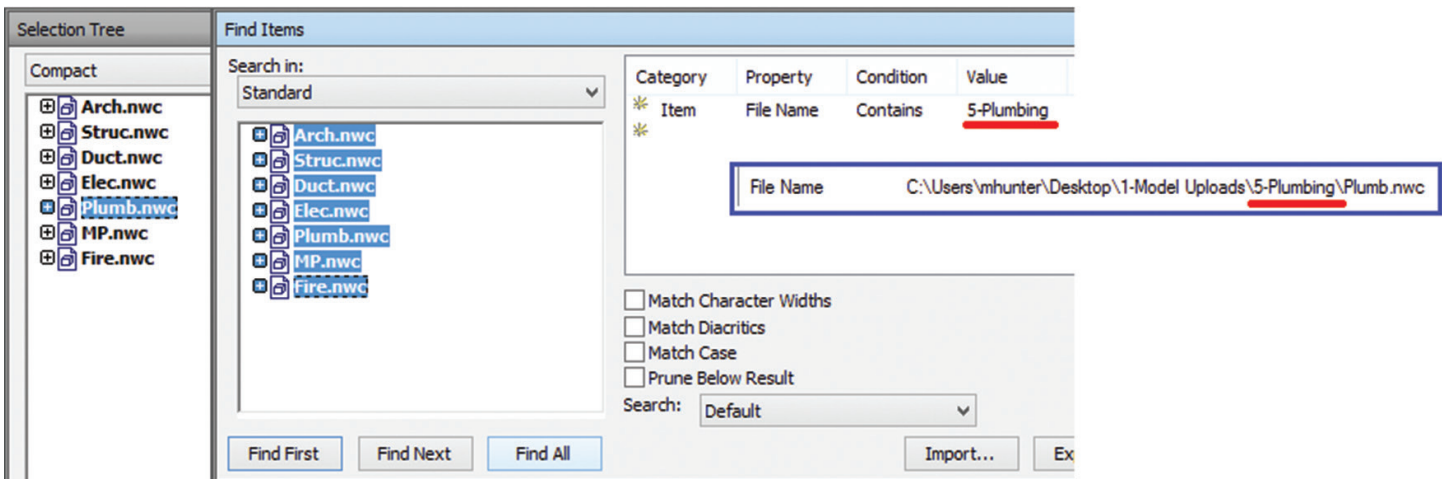 Selection Tree
Compact
Arch.nwc
Struc.nwc
Duct.nwc
Elec.nwc
Plumb.nwc
MP.nwc
Fire.nwc
Find Items
Search in:
Standard
Arch.nwc
Struc.nwc
Duct.nwc
Elec.nwc
Plumb.nwc
MP.nwc
Fire.nwc
Find First Find Next Find All
Category Property Condition Value
Item File Name Contains 5-Plumbing
File Name C:\Users\mhunter\Desktop\1-Model Uploads\5-Plumbing\Plumb.nwc
Match Character Widths
Match Diacritics
Match Case
Prune Below Result
Search: Default
Import... Ex